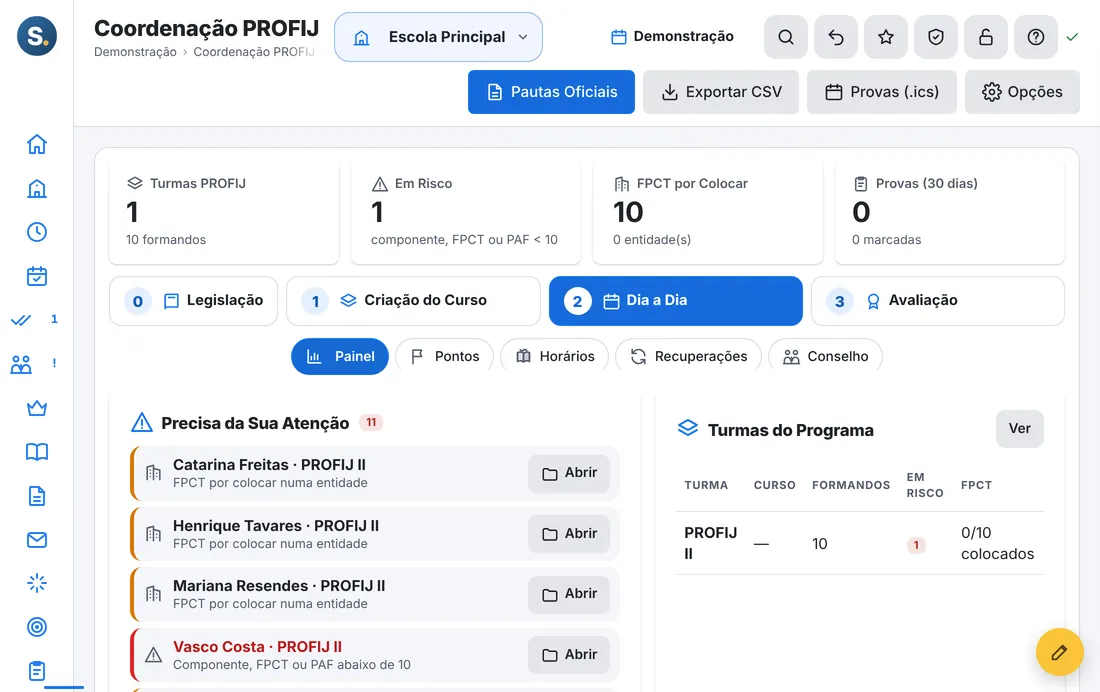 S.
Coordenação PROFIJ
Demonstração › Coordenação PROFIJ
Escola Principal
Demonstração
Pautas Oficiais
Exportar CSV
Provas (.ics)
Opções
Turmas PROFIJ
1
10 formandos
Em Risco
1
componente, FPCT ou PAF < 10
FPCT por Colocar
10
0 entidade(s)
Provas (30 dias)
0
0 marcadas
0 Legislação
1 Criação do Curso
2 Dia a Dia
3 Avaliação
Painel
Pontos
Horários
Recuperações
Conselho
1
!
Precisa da Sua Atenção 11
Catarina Freitas · PROFIJ II
FPCT por colocar numa entidade
Abrir
Henrique Tavares · PROFIJ II
FPCT por colocar numa entidade
Abrir
Mariana Resendes · PROFIJ II
FPCT por colocar numa entidade
Abrir
Vasco Costa · PROFIJ II
Componente, FPCT ou PAF abaixo de 10
Abrir
Turmas do Programa
Ver
TURMA CURSO FORMANDOS EM RISCO FPCT
PROFIJ II — 10 1 0/10 colocados